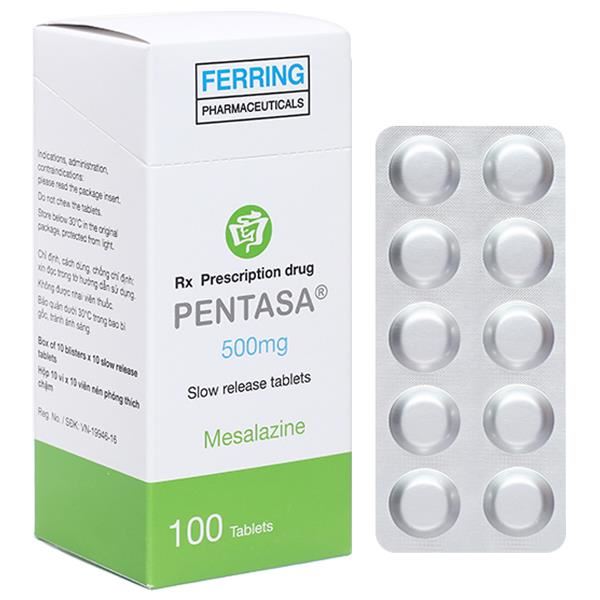 FERRING
PHARMACEUTICALS
Rx Prescription drug
PENTASA®
500mg
Slow release tablets
Mesalazine
100 Tablets
Indications, administration,
contraindications:
please read the package insert.
Do not chew the tablets.
Store below 30°C in the original
package, protected from light.
Chỉ định, cách dùng, chống chỉ định:
xin đọc trong tờ hướng dẫn sử dụng.
Không được nhai viên thuốc.
Bảo quản dưới 30°C trong bao bì
gốc, tránh ánh sáng.
Box of 10 blisters x 10 slow release
tablets
Hộp 10 vỉ x 10 viên nén phóng thích
chậm
Reg. No / SĐK: VN-19946-16